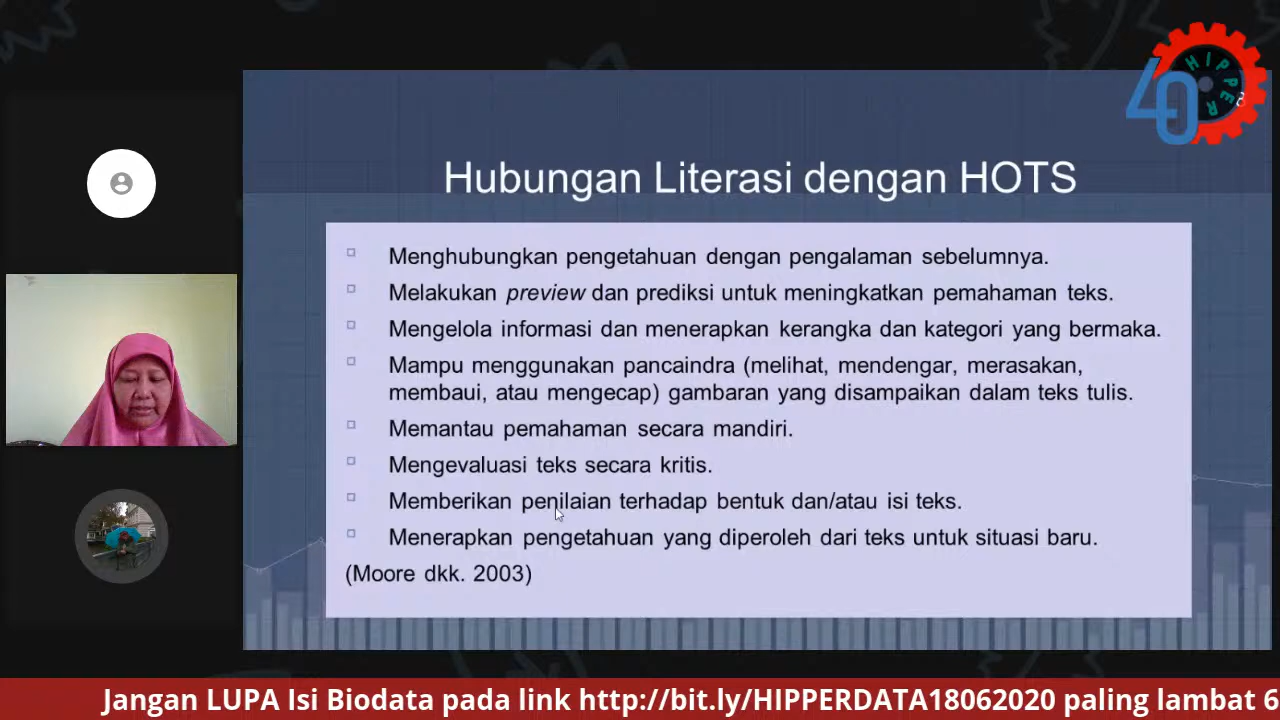 40
HIPPER
8
Hubungan Literasi dengan HOTS
Menghubungkan pengetahuan dengan pengalaman sebelumnya.
Melakukan preview dan prediksi untuk meningkatkan pemahaman teks.
Mengelola informasi dan menerapkan kerangka dan kategori yang bermaka.
Mampu menggunakan pancaindra (melihat, mendengar, merasakan,
membaui, atau mengecap) gambaran yang disampaikan dalam teks tulis.
Memantau pemahaman secara mandiri.
Mengevaluasi teks secara kritis.
Memberikan penilaian terhadap bentuk dan/atau isi teks.
Menerapkan pengetahuan yang diperoleh dari teks untuk situasi baru.
(Moore dkk. 2003)
Jangan LUPA Isi Biodata pada link http://bit.ly/HIPPERDATA18062020 paling lambat 6